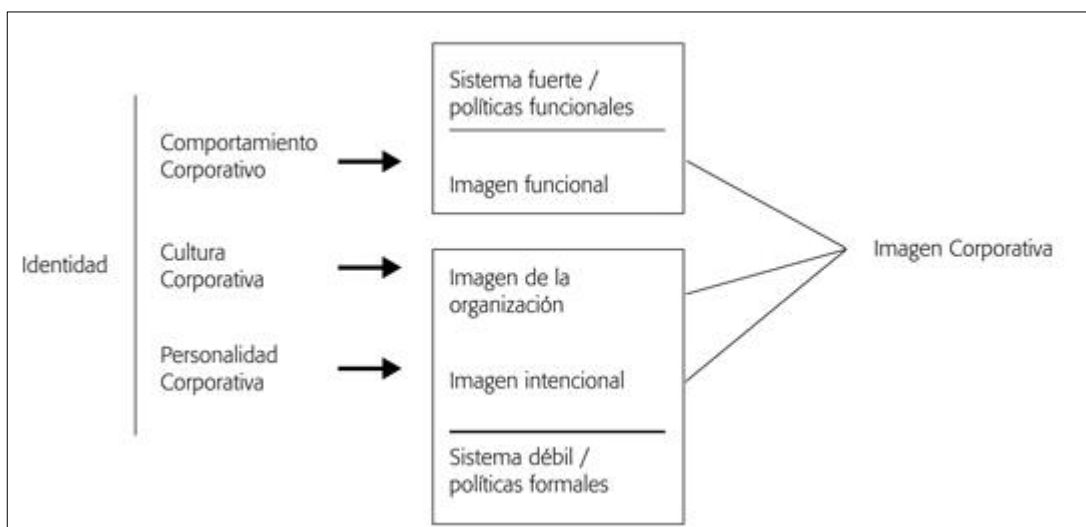 Identidad
Comportamiento
Corporativo
Cultura
Corporativa
Personalidad
Corporativa
Sistema fuerte /
políticas funcionales
Imagen funcional
Imagen de la
organización
Imagen intencional
Sistema débil /
políticas formales
Imagen Corporativa